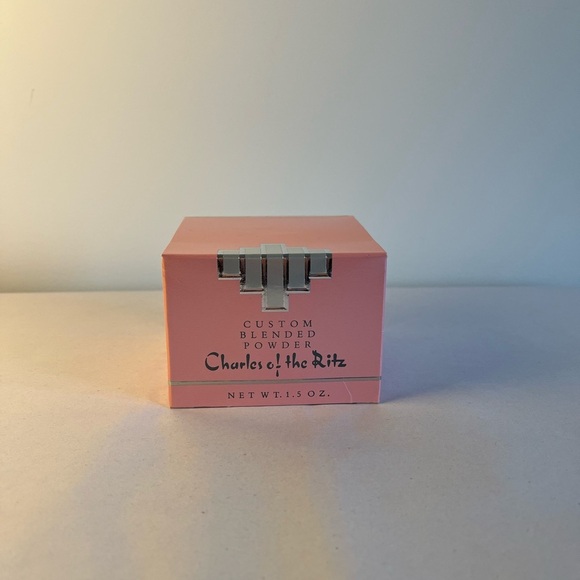 CUSTOM
BLENDED
POWDER
Charles of the Ritz
NET WT. 1.5 OZ.